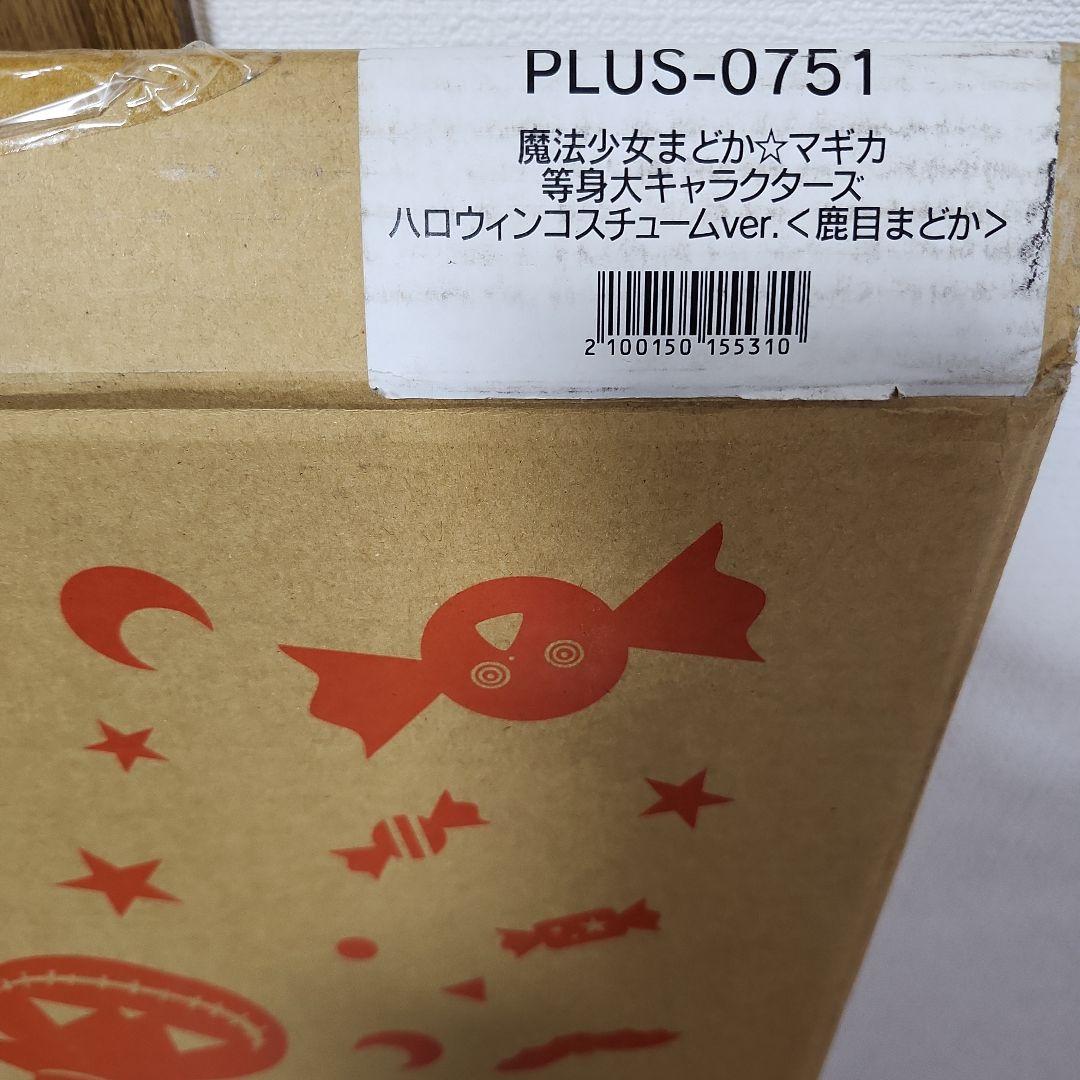 PLUS-0751
魔法少女まどか☆マギカ
等身大キャラクターズ
ハロウィンコスチュームver.＜鹿目まどか＞
2 100150 155310